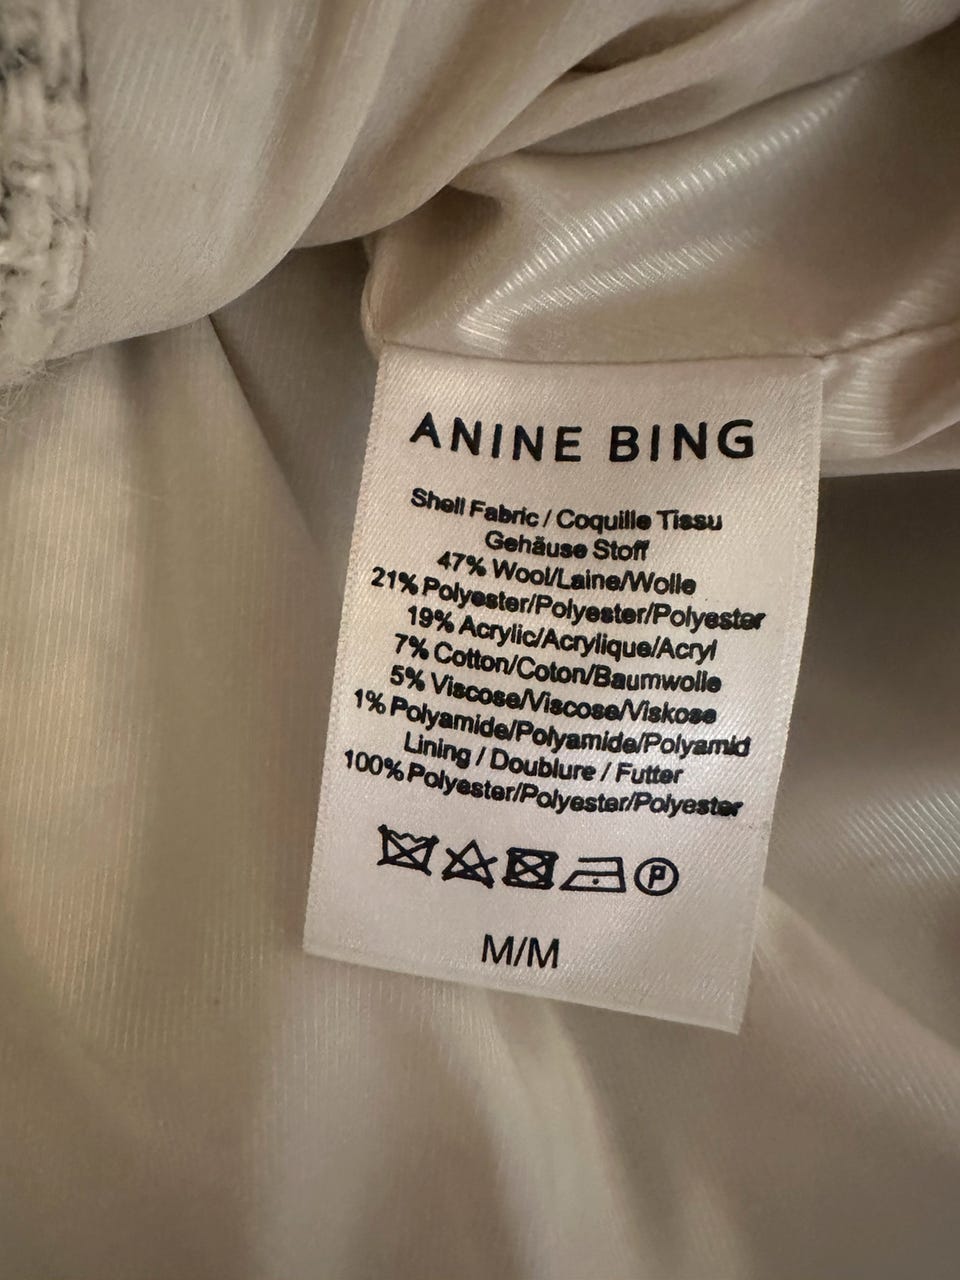 ANINE BING
Shell Fabric / Coquille Tissu
Gehäuse Stoff
47% Wool/Laine/Wolle
21% Polyester/Polyester/Polyester
19% Acrylic/Acrylique/Acryl
7% Cotton/Coton/Baumwolle
5% Viscose/Viscose/Viskose
1% Polyamide/Polyamide/Polyamid
Lining / Doublure / Futter
100% Polyester/Polyester/Polyester
P
M/M